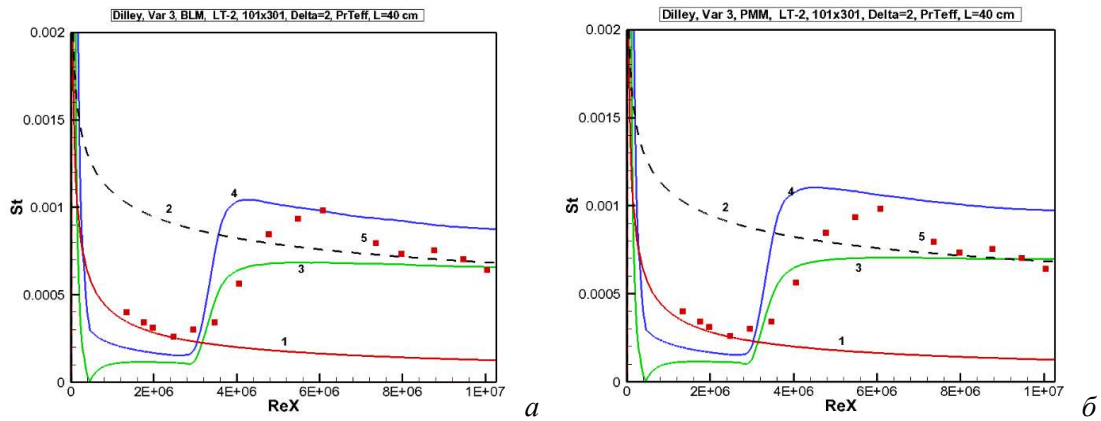 Dilley, Var 3, BLM, LT-2, 101x301, Delta=2, PrTeff, L=40 cm
0.002
0.0015
0.001
0.0005
0
St
2
4
5
3
1
2E+06
4E+06
6E+06
8E+06
1E+07
ReX
а
Dilley, Var 3, PMM, LT-2, 101x301, Delta=2, PrTeff, L=40 cm
0.002
0.0015
0.001
0.0005
0
St
2
4
5
3
1
2E+06
4E+06
6E+06
8E+06
1E+07
ReX
б